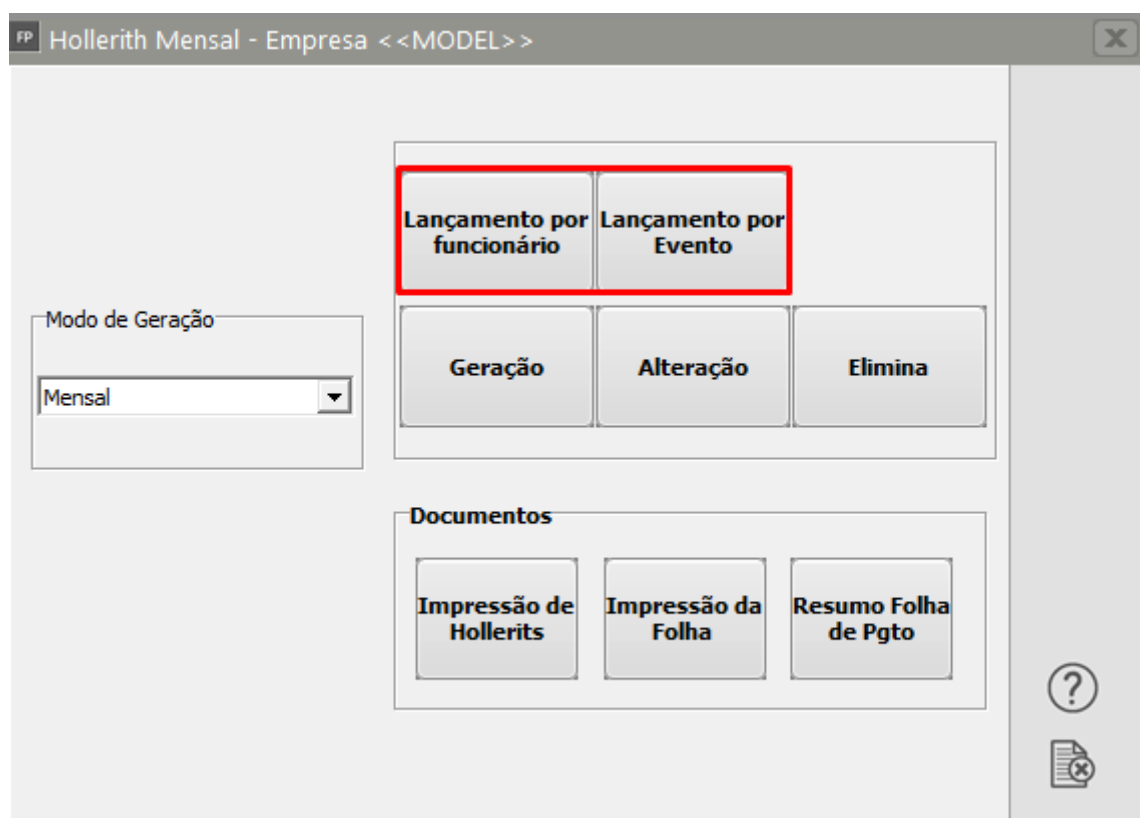 FP Hollerith Mensal - Empresa <<MODEL>>
Lançamento por
funcionário
Lançamento por
Evento
Modo de Geração
Mensal
Geração
Alteração
Elimina
Documentos
Impressão de
Hollerits
Impressão da
Folha
Resumo Folha
de Pgto
?